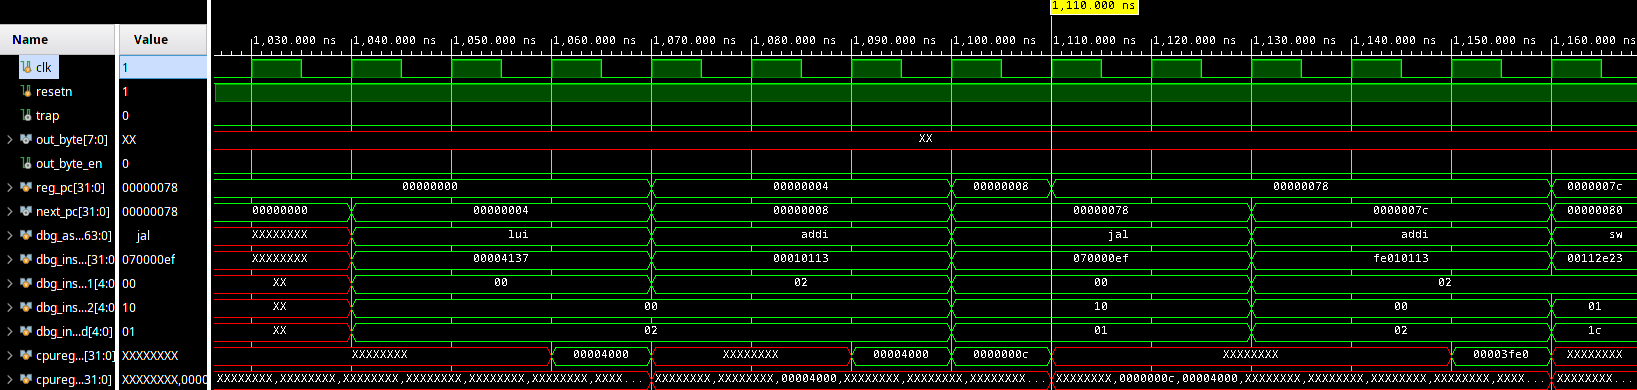 1,110.000 ns
Name Value
1,030.000 ns 1,040.000 ns 1,050.000 ns 1,060.000 ns 1,070.000 ns 1,080.000 ns 1,090.000 ns 1,100.000 ns 1,110.000 ns 1,120.000 ns 1,130.000 ns 1,140.000 ns 1,150.000 ns 1,160.000 ns
clk 1
resetn 1
trap 0
out_byte[7:0] XX XX
out_byte_en 0
reg_pc[31:0] 00000078 00000000 00000004 00000008 00000078 0000007c
next_pc[31:0] 00000078 00000000 00000004 00000008 00000078 0000007c 00000080
dbg_as...63:0] jal XXXXXXXX lui addi jal addi sw
dbg_ins...[31:0 070000ef XXXXXXXX 00004137 00010113 070000ef fe010113 00112e23
dbg_ins...1[4:0 00 XX 00 02 00 02
dbg_ins...2[4:0 10 XX 00 10 00 01
dbg_in...d[4:0] 01 XX 02 01 02 1c
cpureg...[31:0] XXXXXXXX XXXXXXXX 00004000 XXXXXXXX 00004000 0000000c XXXXXXXX 00003fe0 XXXXXXXX
cpureg...31:0] XXXXXXXX,0000 XXXXXXXX,XXXXXXXX,XXXXXXXX,XXXXXXXX,XXXXXXXX,XXXX... XXXXXXXX,XXXXXXXX,00004000,XXXXXXXX,XXXXXXXX,XXX... XXXXXXXX,0000000c,00004000,XXXXXXXX,XXXXXXXX,XXXXXXXX,XXXXXXXX,XXX... XXXXXXXX...